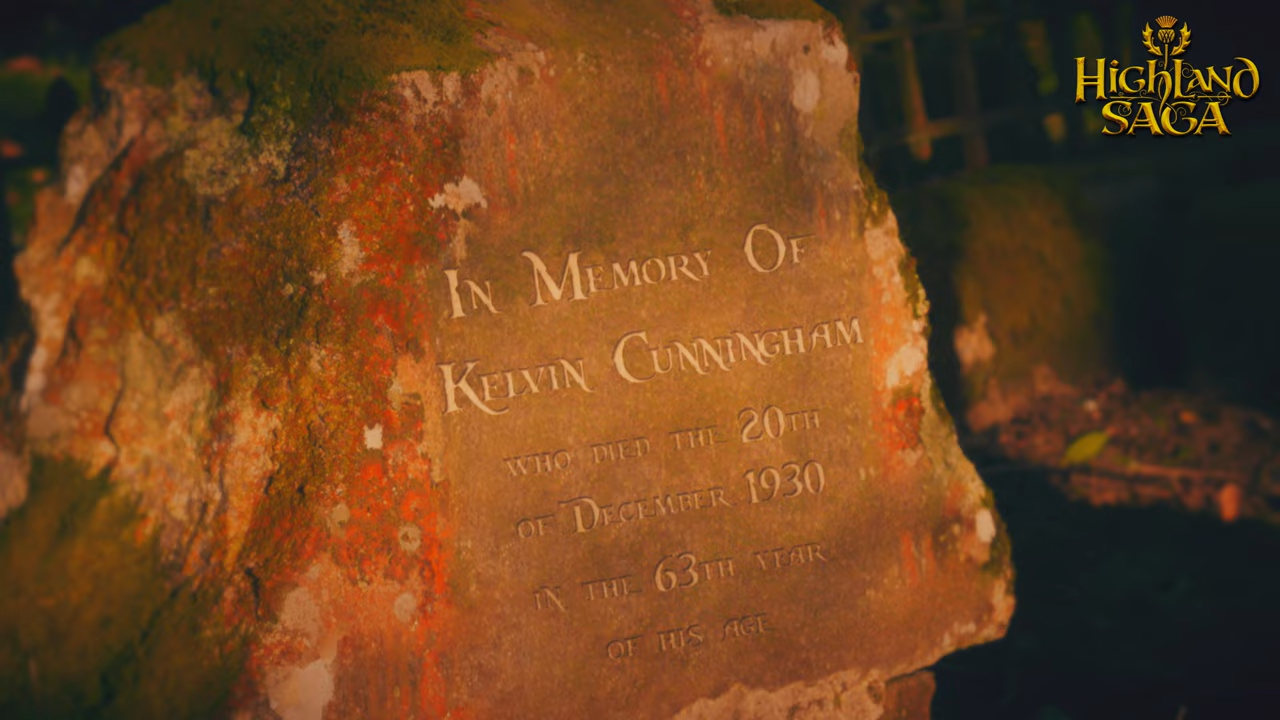 Highland
Saga
In Memory Of
Kelvin Cunningham
who died the 20th
of December 1930
in the 63th year
of his age